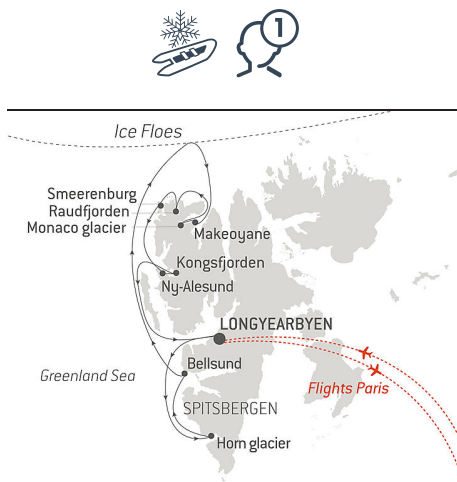 1
Ice Floes
Smeerenburg
Raudfjorden
Monaco glacier
Makeoyane
Kongsfjorden
Ny-Alesund
LONGYEARBYEN
Bellsund
Greenland Sea
Flights Paris
SPITSBERGEN
Horn glacier